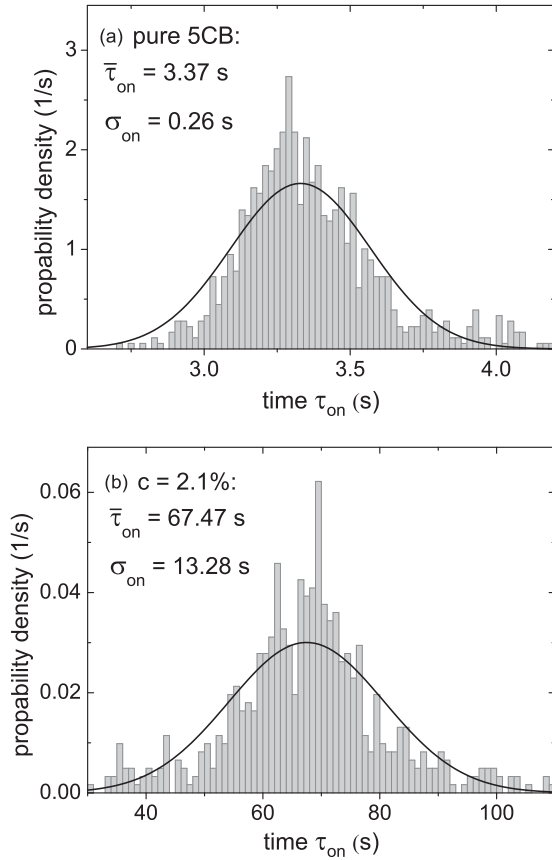 (a) pure 5CB:
τ̅on = 3.37 s
σon = 0.26 s
propability density (1/s)
3
2
1
0
3.0 3.5 4.0
time τon (s)
(b) c = 2.1%:
τ̅on = 67.47 s
σon = 13.28 s
propability density (1/s)
0.06
0.04
0.02
0.00
40 60 80 100
time τon (s)